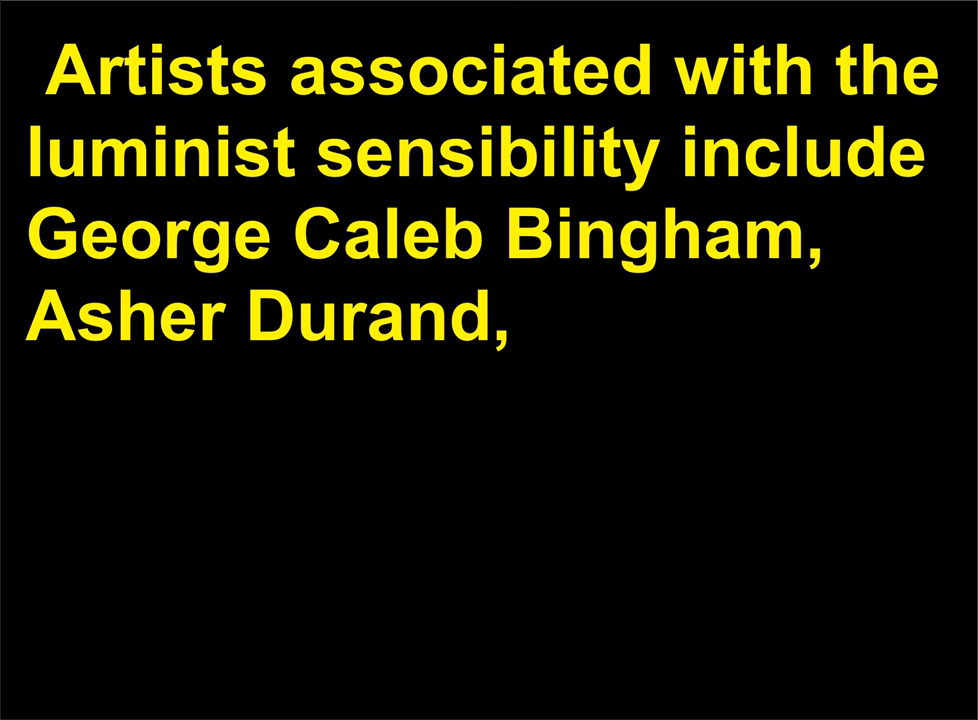 Artists associated with the
luminist sensibility include
George Caleb Bingham,
Asher Durand,